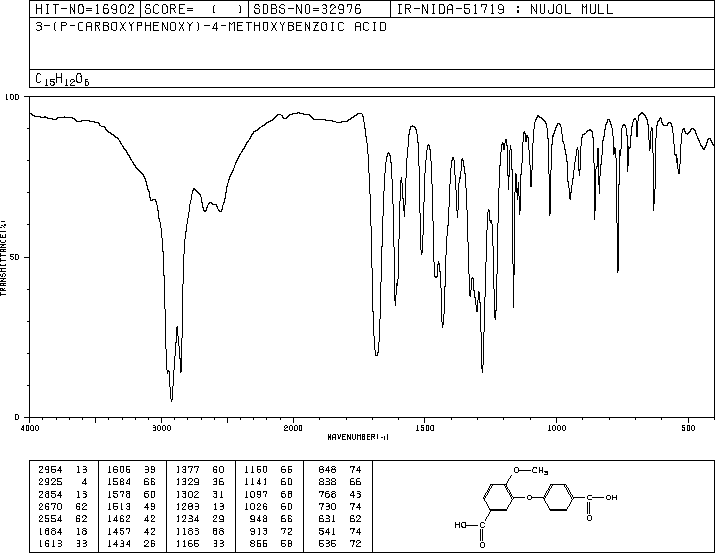 HIT-NO=16902 SCORE= ( ) SDBS-NO=32976 IR-NIDA-51719 : NUJOL MULL
3-(P-CARBOXYPHENOXY)-4-METHOXYBENZOIC ACID
C15H12O6
100
50
0
TRANSMITTANCE(%)
4000 3000 2000 1500 1000 500
WAVENUMBER(-1)
2954 13 1606 39 1377 60 1160 66 848 74
2925 4 1584 66 1329 36 1141 60 838 66
2854 13 1578 60 1302 31 1097 68 768 43
2670 62 1513 49 1283 13 1026 60 730 74
2554 62 1462 42 1234 29 948 66 631 62
1684 18 1457 42 1183 68 913 72 541 74
1613 33 1434 26 1165 33 856 58 535 72
O—CH3
O
C—OH
O
HO—C
O